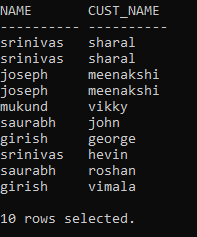 NAME CUST_NAME
---------- ----------
srinivas sharal
srinivas sharal
joseph meenakshi
joseph meenakshi
mukund vikky
saurabh john
girish george
srinivas hevin
saurabh roshan
girish vimala
10 rows selected.